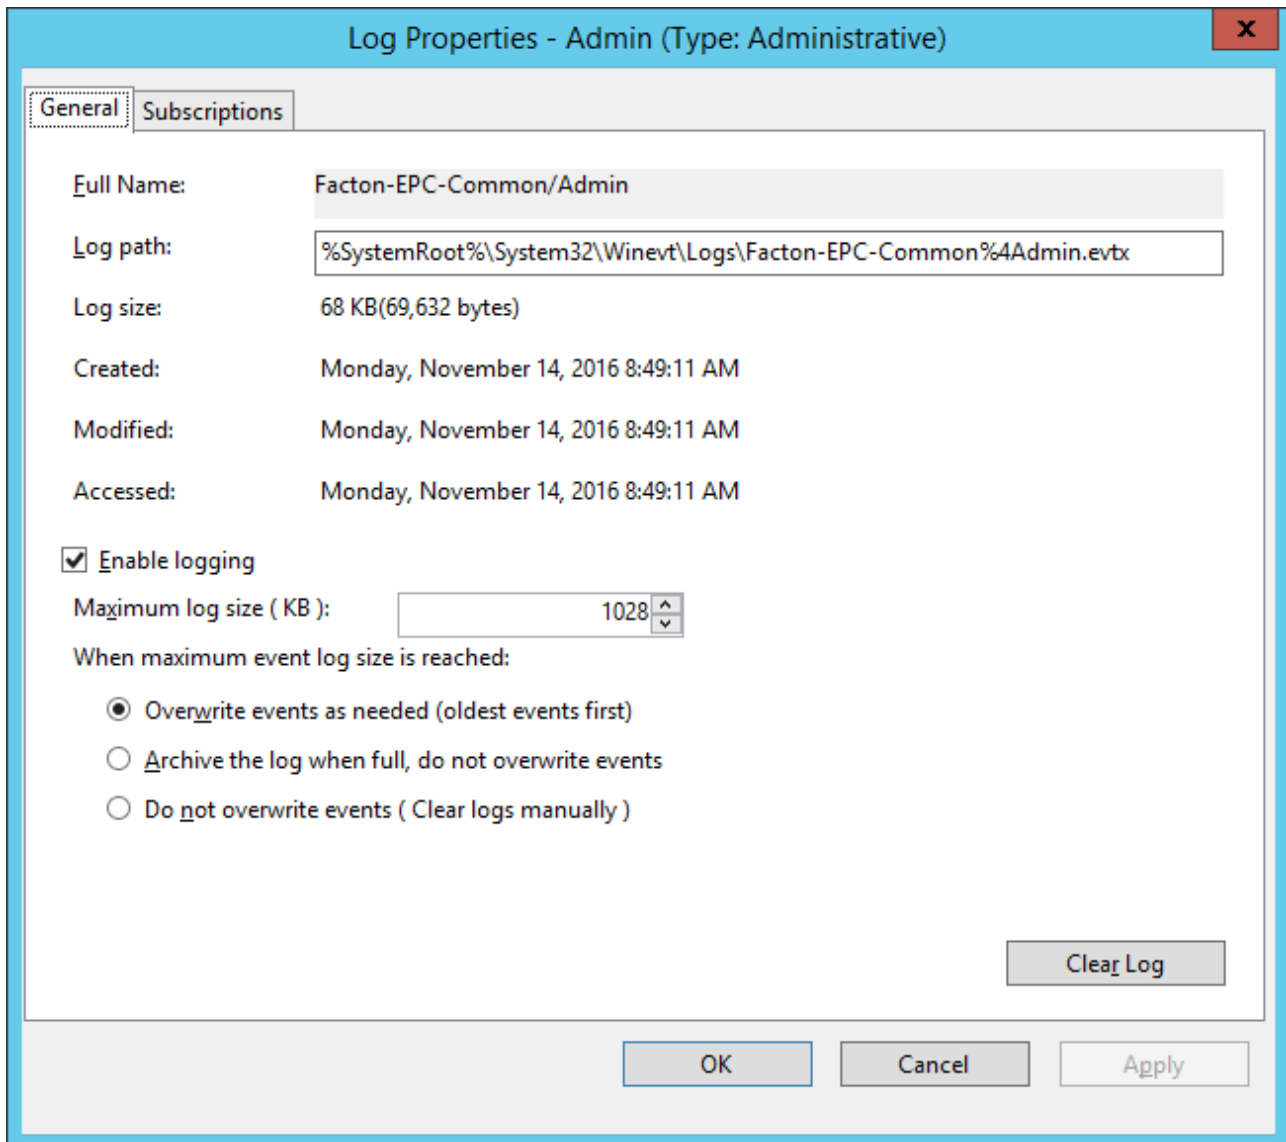 Log Properties - Admin (Type: Administrative)
x
General Subscriptions
Full Name: Facton-EPC-Common/Admin
Log path: %SystemRoot%\System32\Winevt\Logs\Facton-EPC-Common%4Admin.evtx
Log size: 68 KB(69,632 bytes)
Created: Monday, November 14, 2016 8:49:11 AM
Modified: Monday, November 14, 2016 8:49:11 AM
Accessed: Monday, November 14, 2016 8:49:11 AM
Enable logging
Maximum log size ( KB ): 1028
When maximum event log size is reached:
Overwrite events as needed (oldest events first)
Archive the log when full, do not overwrite events
Do not overwrite events ( Clear logs manually )
Clear Log
OK Cancel Apply